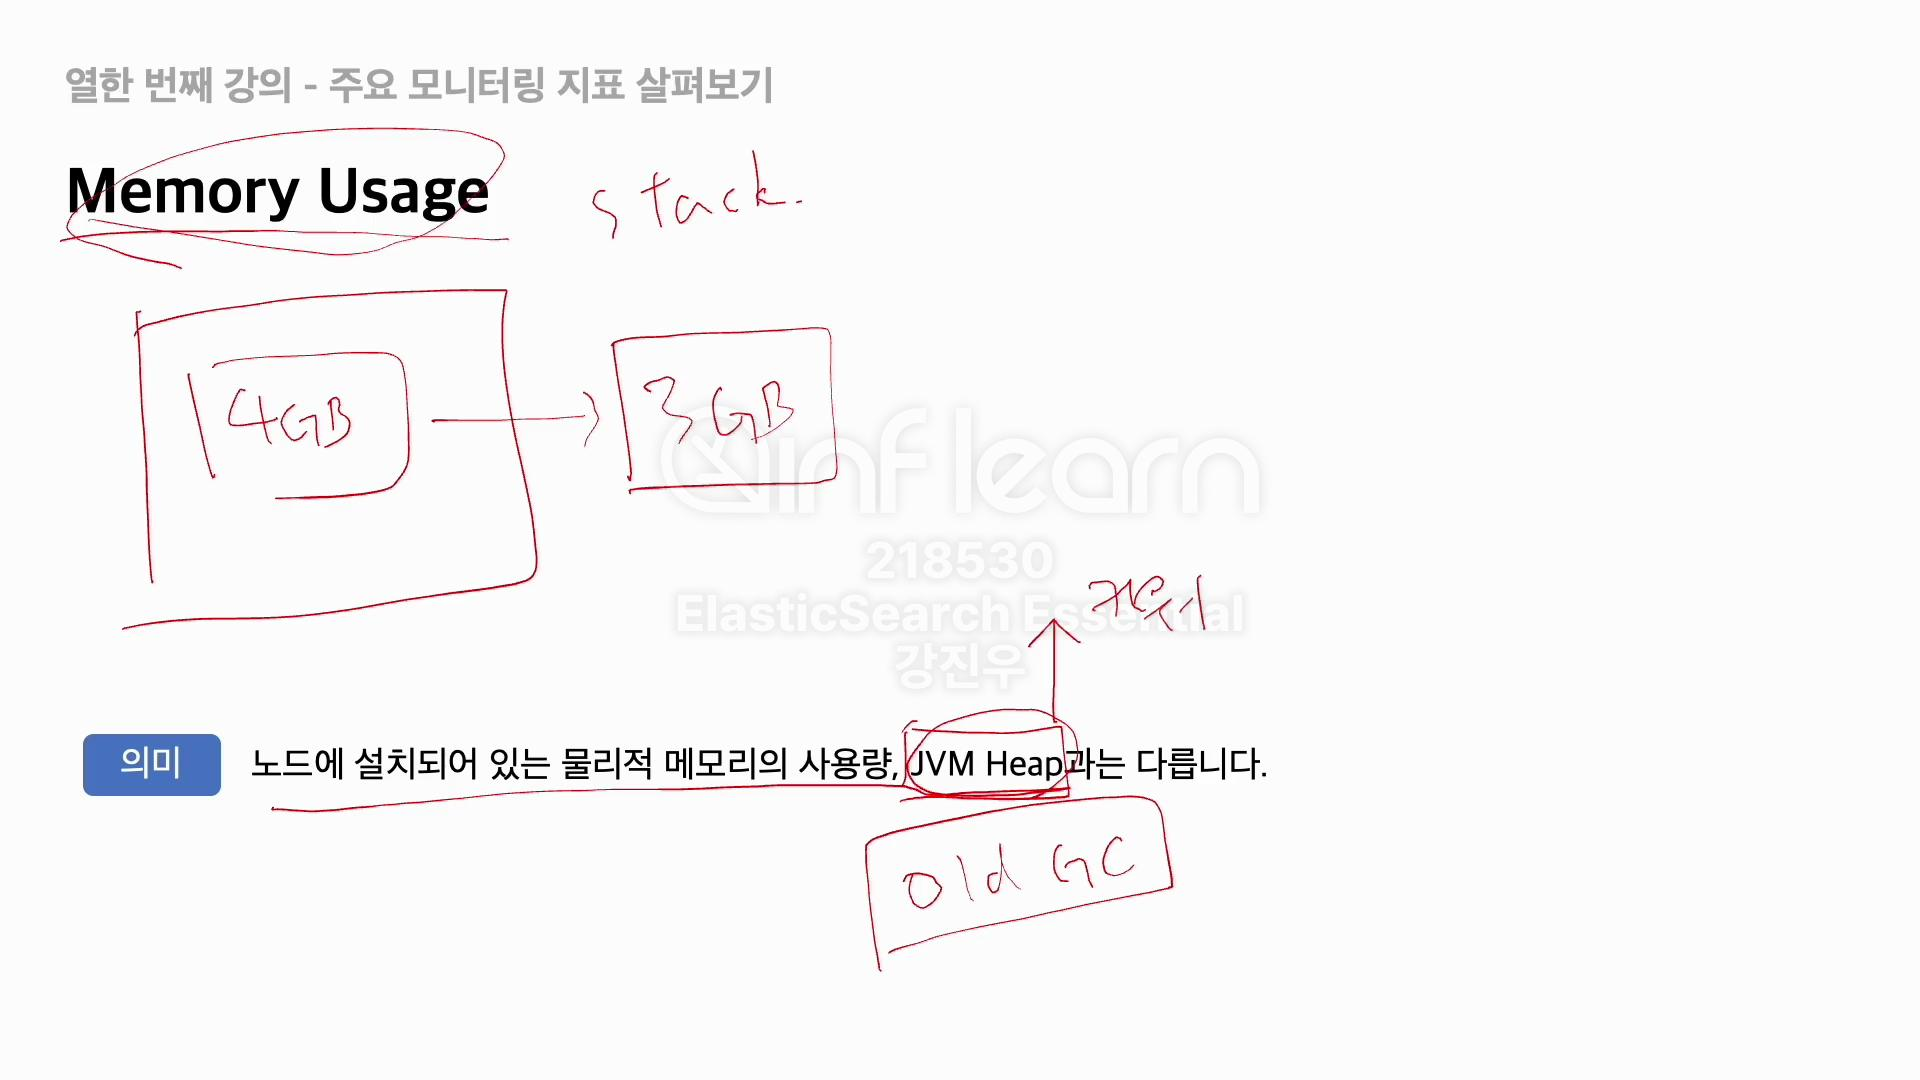 열한 번째 강의 - 주요 모니터링 지표 살펴보기
Memory Usage
stack.
4GB
3GB
inflearn
218530
ElasticSearch Essential
강진우
의미
노드에 설치되어 있는 물리적 메모리의 사용량, JVM Heap과는 다릅니다.
old GC